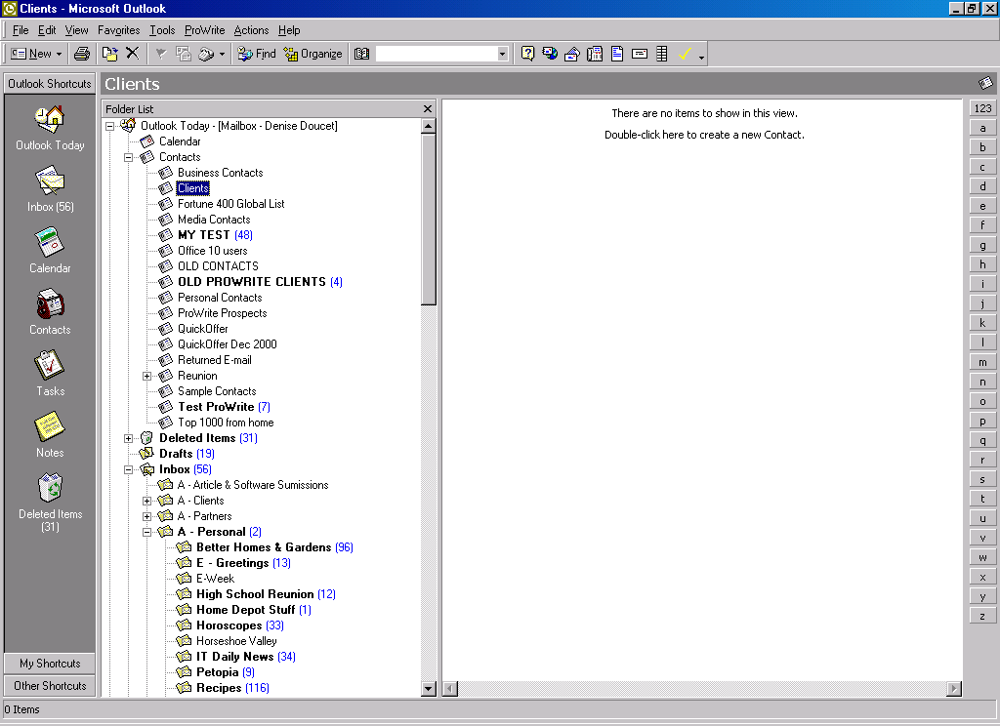 Clients - Microsoft Outlook
File Edit View Favorites Tools ProWrite Actions Help
New Find Organize
Outlook Shortcuts
Clients
Outlook Today
Inbox (56)
Calendar
Contacts
Tasks
Notes
Deleted Items
(31)
My Shortcuts
Other Shortcuts
Folder List
Outlook Today - [Mailbox - Denise Doucet]
Calendar
Contacts
Business Contacts
Clients
Fortune 400 Global List
Media Contacts
MY TEST (48)
Office 10 users
OLD CONTACTS
OLD PROWRITE CLIENTS (4)
Personal Contacts
ProWrite Prospects
QuickOffer
QuickOffer Dec 2000
Returned E-mail
Reunion
Sample Contacts
Test ProWrite (7)
Top 1000 from home
Deleted Items (31)
Drafts (19)
Inbox (56)
A - Article & Software Sumissions
A - Clients
A - Partners
A - Personal (2)
Better Homes & Gardens (96)
E - Greetings (13)
E-Week
High School Reunion (12)
Home Depot Stuff (1)
Horoscopes (33)
Horseshoe Valley
IT Daily News (34)
Petopia (9)
Recipes (116)
There are no items to show in this view.
Double-click here to create a new Contact.
123
a
b
c
d
e
f
g
h
i
j
k
l
m
n
o
p
q
r
s
t
u
v
w
x
y
z
0 Items